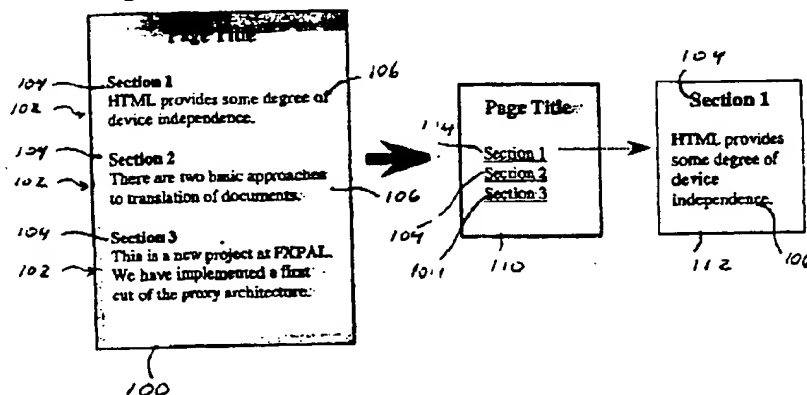 Page Title
104
Section 1
106
102
HTML provides some degree of
device independence.
104
Section 2
102
There are two basic approaches
to translation of documents.
106
104
Section 3
102
This is a new project at FXPAL.
We have implemented a first
cut of the proxy architecture.
100
Page Title
114
Section 1
Section 2
Section 3
104
104
110
104
Section 1
HTML provides
some degree of
device
independence.
112
106